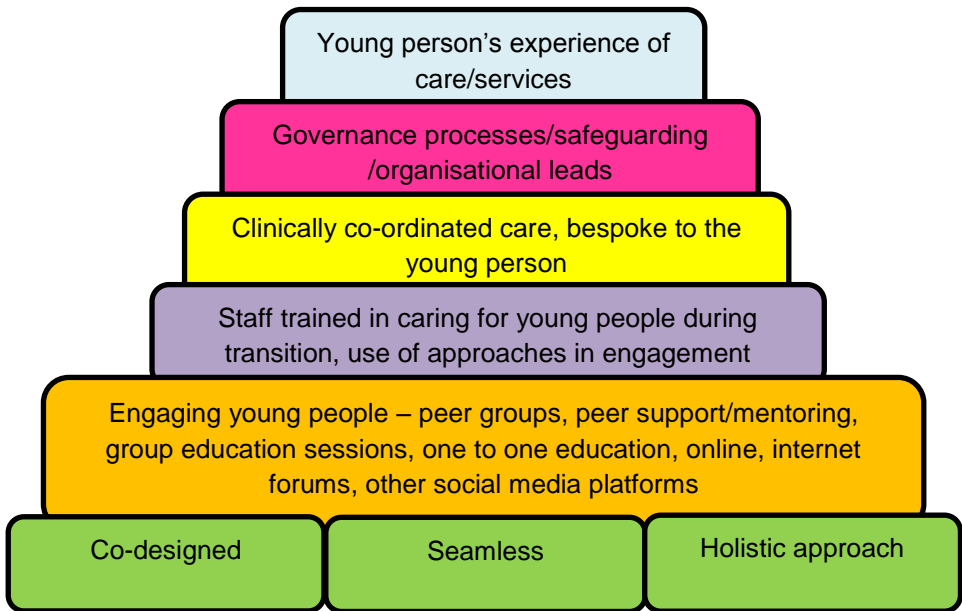 Young person’s experience of
care/services
Governance processes/safeguarding
/organisational leads
Clinically co-ordinated care, bespoke to the
young person
Staff trained in caring for young people during
transition, use of approaches in engagement
Engaging young people – peer groups, peer support/mentoring,
group education sessions, one to one education, online, internet
forums, other social media platforms
Co-designed
Seamless
Holistic approach